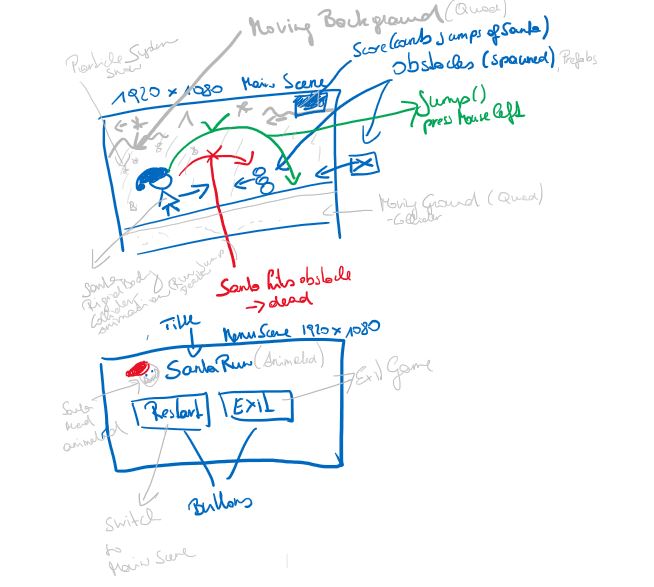 Moving Background (Quad)
Particle System
Snow
Score (counts jumps of Santa)
obstacles (spawned), Prefabs
1920 x 1080 Main Scene
Jump()
press Mouse left
Moving Ground (Quad)
- Collider
Santa
Rigidbody
Collider
animation (Run, Jump,
Santa hits obstacle
→ dead
Title
Menu Scene 1920 x 1080
Santa Run (Animated)
Exit Game
Santa
Head
animated
Restart
EXiT
Buttons
Switch
to
Main Scene